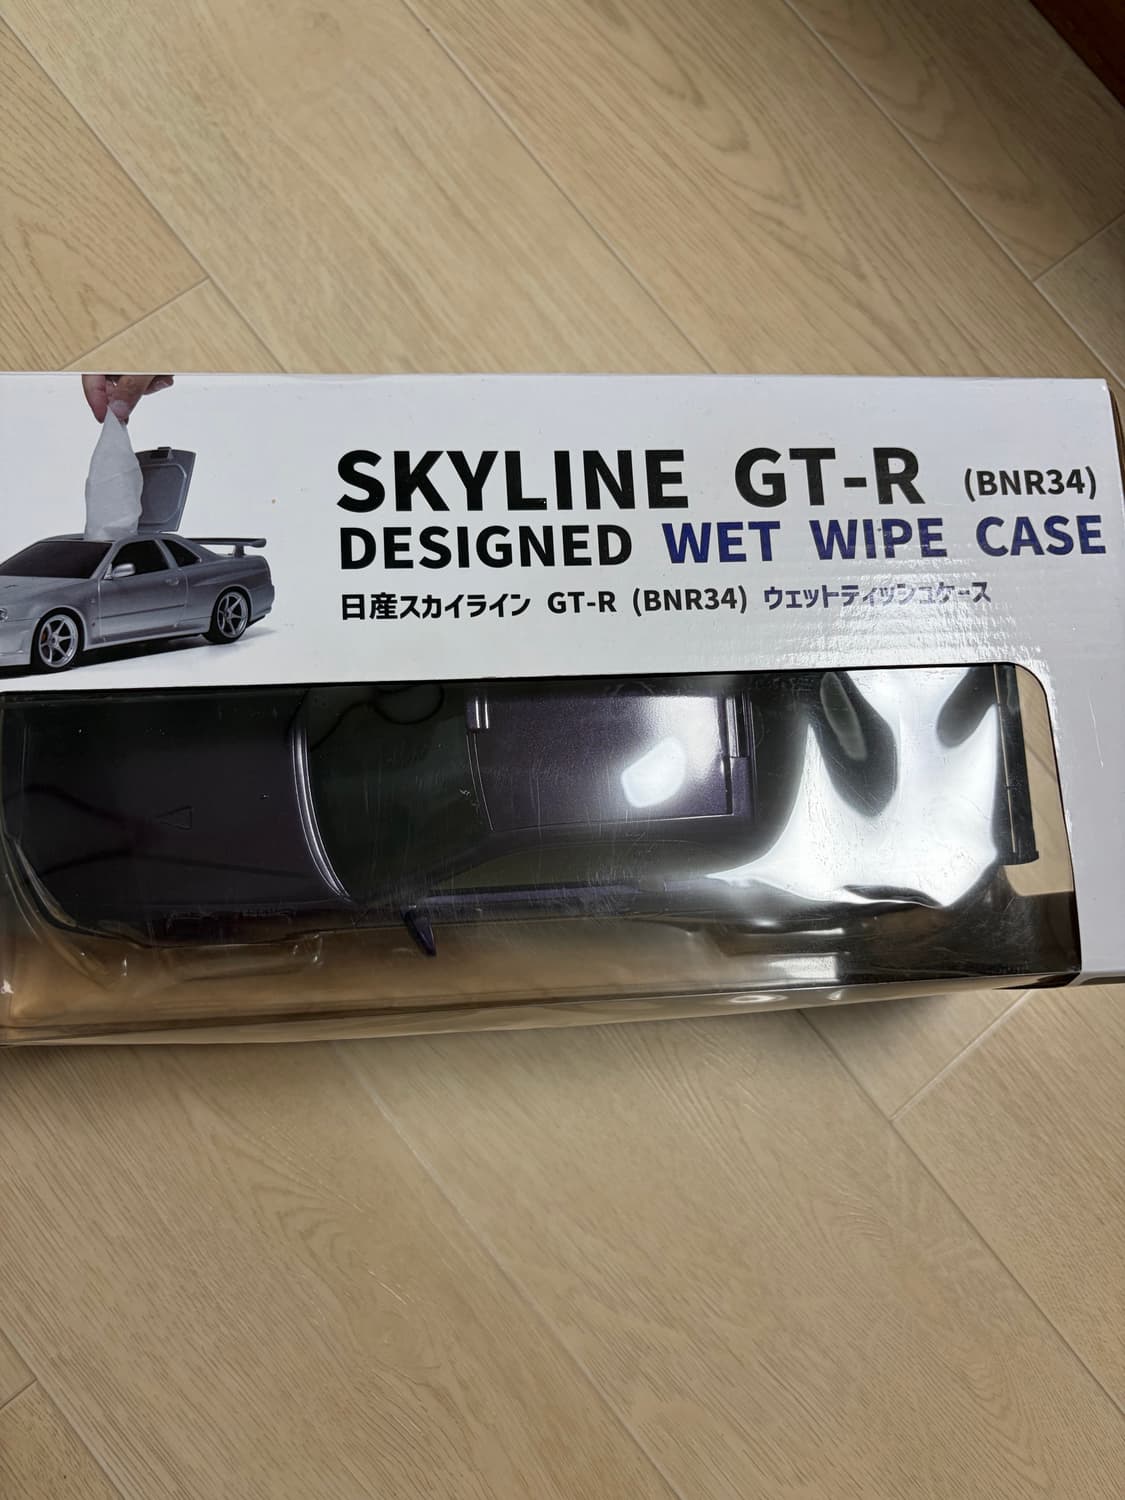 SKYLINE GT-R (BNR34)
DESIGNED WET WIPE CASE
日産スカイライン GT-R (BNR34) ウェットティッシュケース